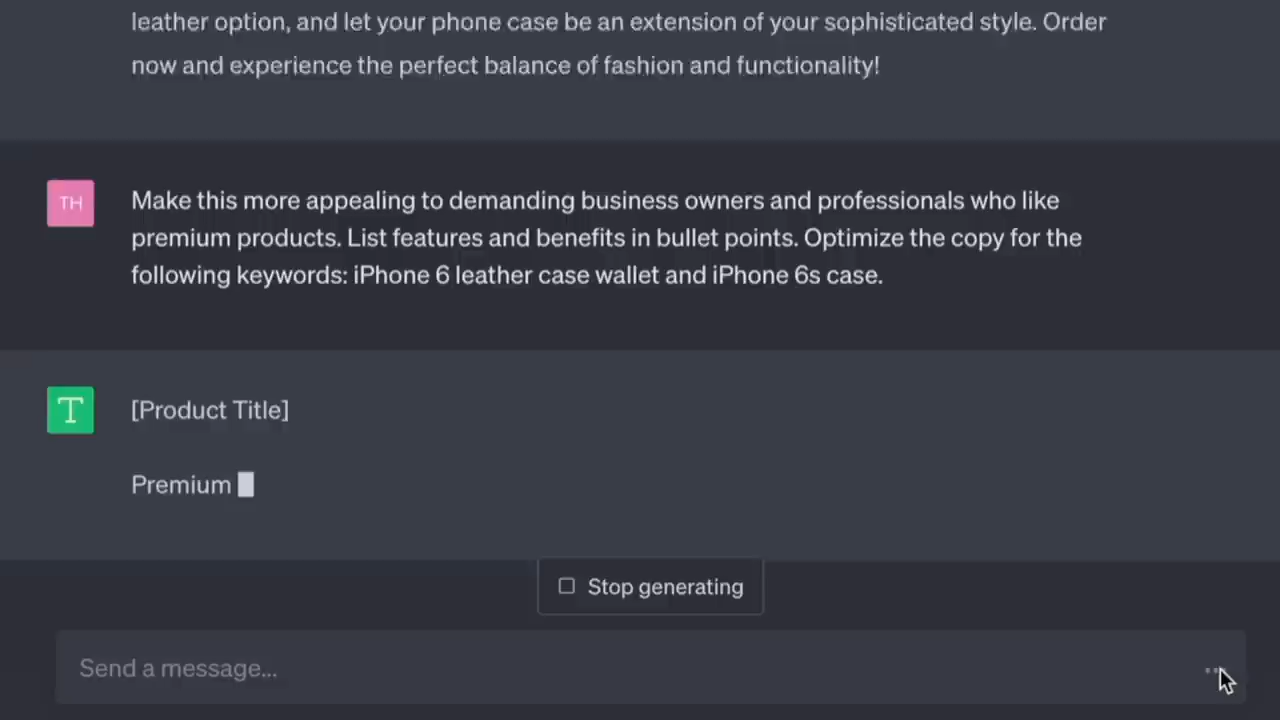 leather option, and let your phone case be an extension of your sophisticated style. Order
now and experience the perfect balance of fashion and functionality!
TH
Make this more appealing to demanding business owners and professionals who like
premium products. List features and benefits in bullet points. Optimize the copy for the
following keywords: iPhone 6 leather case wallet and iPhone 6s case.
T
[Product Title]
Premium
Stop generating
Send a message...